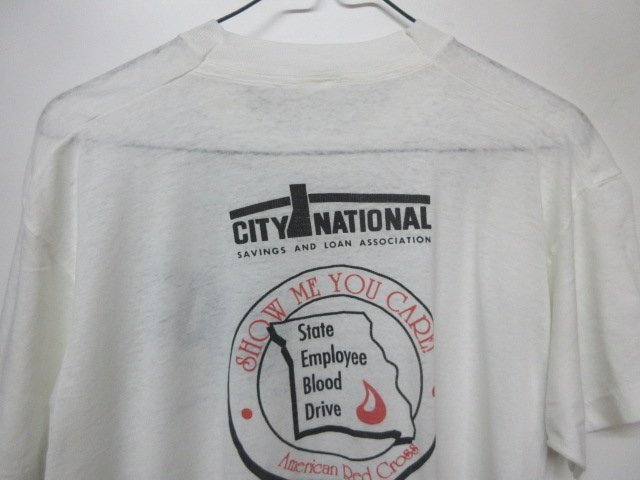 CITY NATIONAL
SAVINGS AND LOAN ASSOCIATION
SHOW ME YOU CARE!
State
Employee
Blood
Drive
American Red Cross